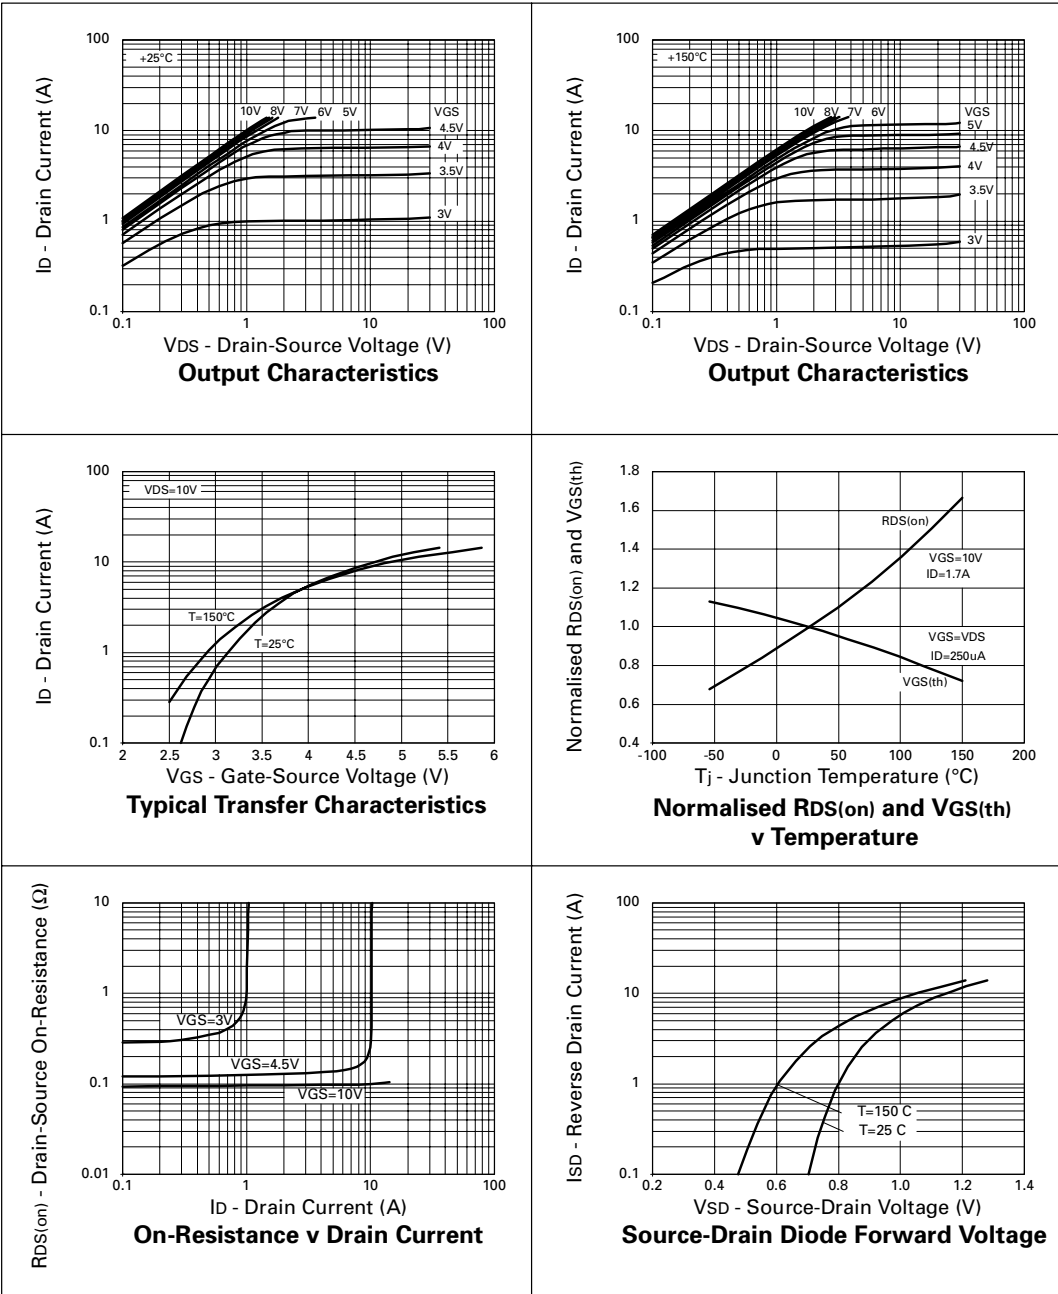 100
+25°C
10V 8V 7V 6V 5V VGS
10
4.5V
4V
3.5V
1
3V
0.1
0.1 1 10 100
ID - Drain Current (A)
VDS - Drain-Source Voltage (V)
Output Characteristics
100
+150°C
10V 8V 7V 6V VGS
5V
10
4.5V
4V
3.5V
1
3V
0.1
0.1 1 10 100
ID - Drain Current (A)
VDS - Drain-Source Voltage (V)
Output Characteristics
100
VDS=10V
10
T=150°C
T=25°C
1
0.1
2 2.5 3 3.5 4 4.5 5 5.5 6
ID - Drain Current (A)
VGS - Gate-Source Voltage (V)
Typical Transfer Characteristics
1.8
1.6
RDS(on)
1.4
VGS=10V
ID=1.7A
1.2
1.0
VGS=VDS
ID=250uA
0.8
VGS(th)
0.6
0.4
-100 -50 0 50 100 150 200
Normalised RDS(on) and VGS(th)
Tj - Junction Temperature (°C)
Normalised RDS(on) and VGS(th)
v Temperature
10
1
VGS=3V
VGS=4.5V
0.1
VGS=10V
0.01
0.1 1 10 100
RDS(on) - Drain-Source On-Resistance (Ω)
ID - Drain Current (A)
On-Resistance v Drain Current
100
10
1
T=150 C
T=25 C
0.1
0.2 0.4 0.6 0.8 1.0 1.2 1.4
ISD - Reverse Drain Current (A)
VSD - Source-Drain Voltage (V)
Source-Drain Diode Forward Voltage